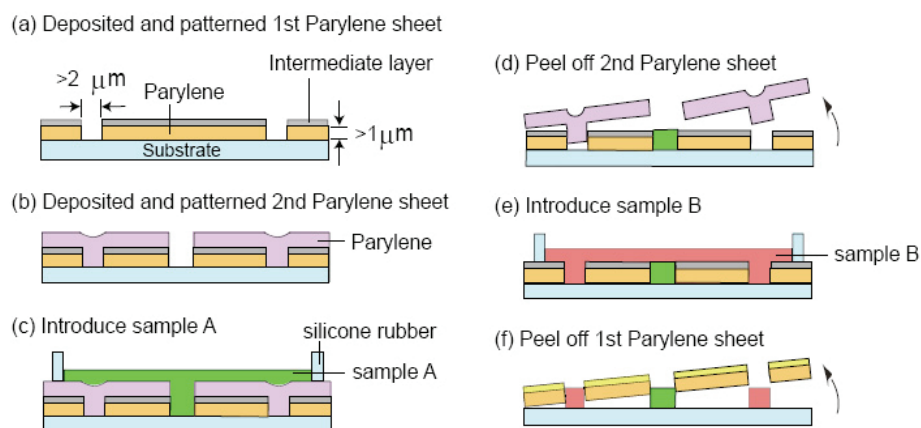 (a) Deposited and patterned 1st Parylene sheet
>2 μm
Parylene
Intermediate layer
>1μm
Substrate
(b) Deposited and patterned 2nd Parylene sheet
Parylene
(c) Introduce sample A
silicone rubber
sample A
(d) Peel off 2nd Parylene sheet
(e) Introduce sample B
sample B
(f) Peel off 1st Parylene sheet